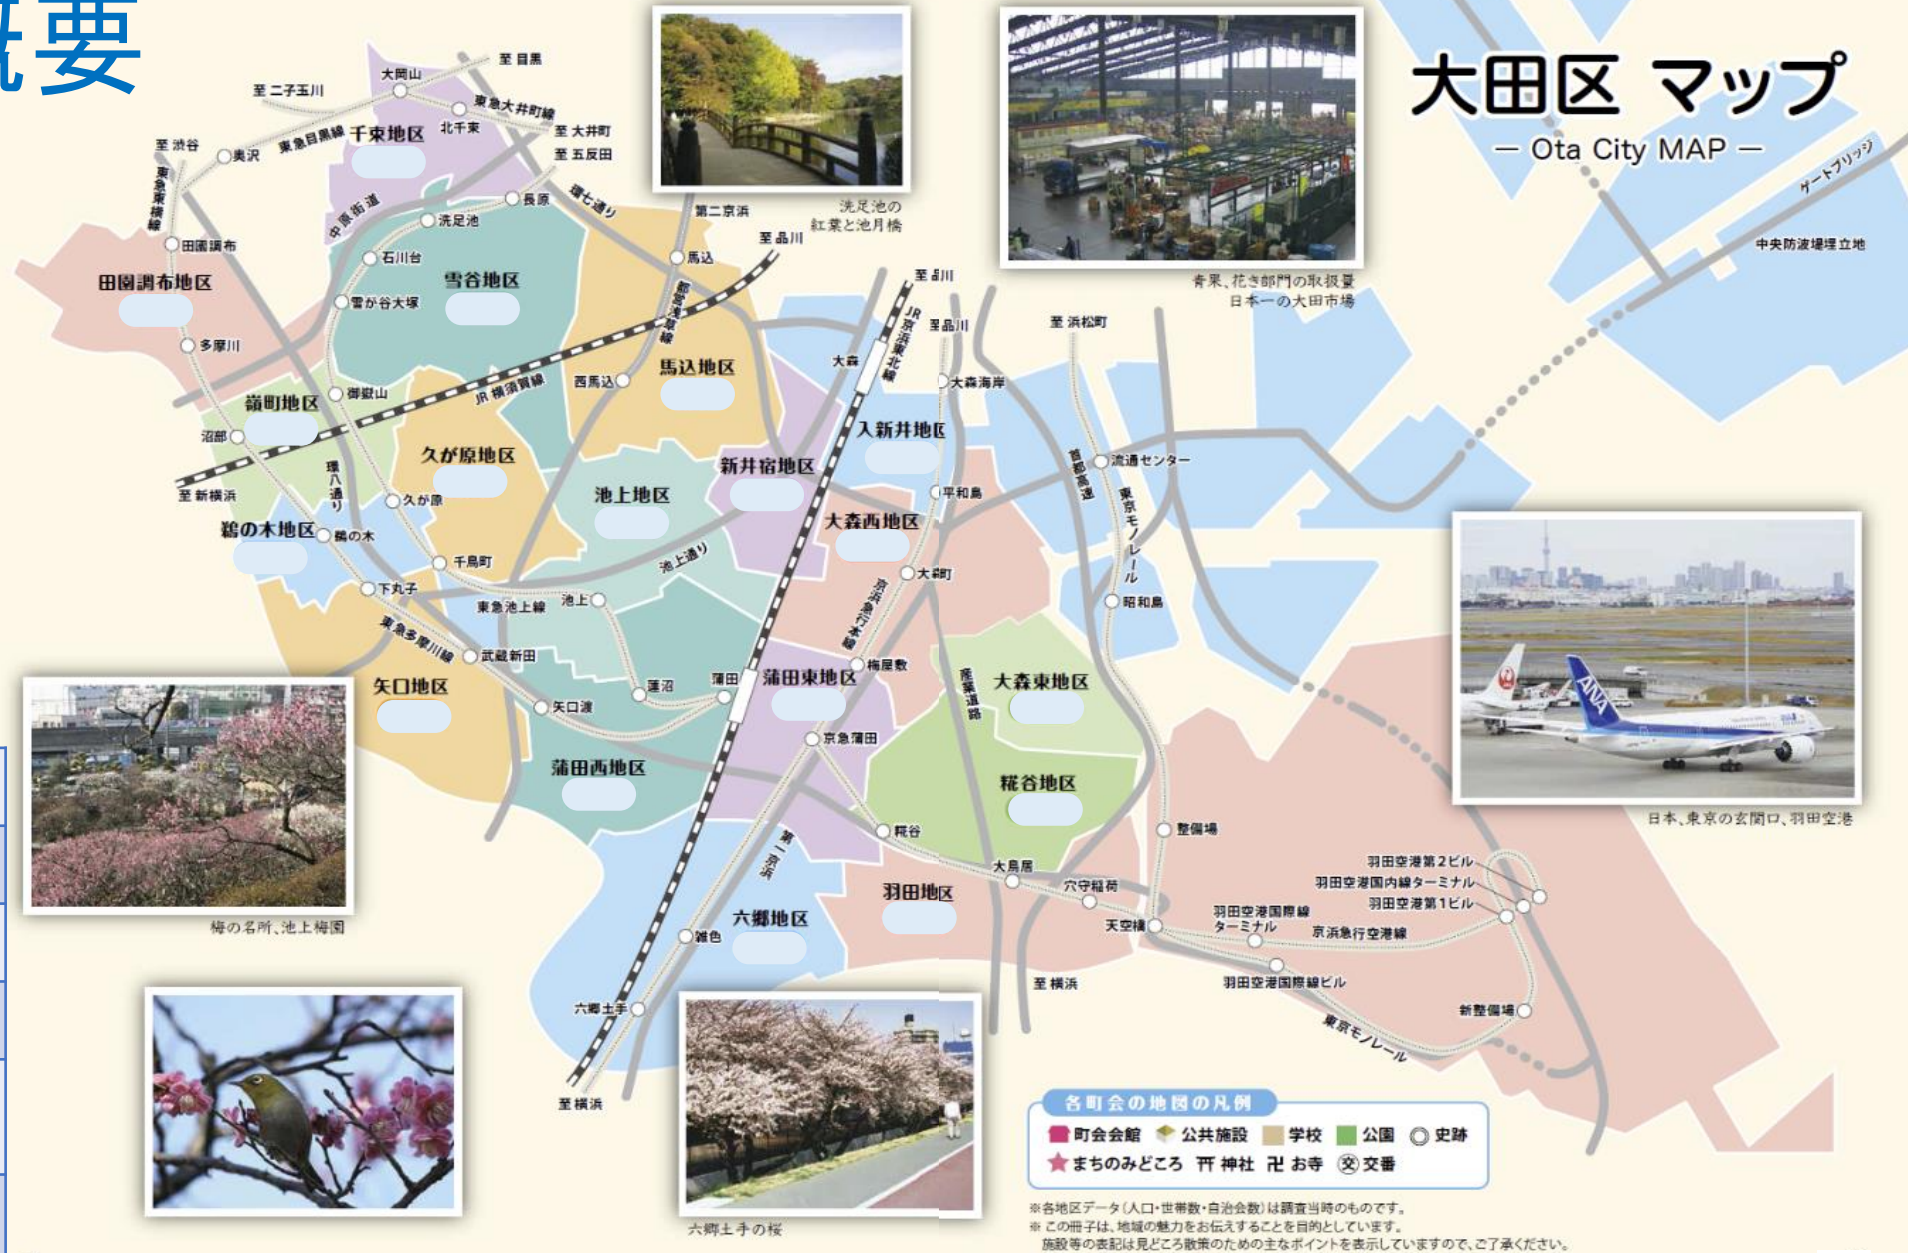 概要
大田区 マップ
— Ota City MAP —
至 目黒
大岡山
至 二子玉川
東急大井町線
北千束
東急目黒線
千束地区
至 大井町
至 渋谷
奥沢
至 五反田
東急東横線
長原
環七通り
中原街道
洗足池
第二京浜
洗足池の
紅葉と池月橋
田園調布
石川台
馬込
至 品川
田園調布地区
雪谷地区
雪が谷大塚
都営浅草線
青果、花き部門の取扱量
日本一の大田市場
ゲートブリッジ
中央防波場埋立地
至 品川
JR京浜東北線
至 品川
至 浜松町
多摩川
大森
馬込地区
西馬込
大森海岸
JR 横須賀線
御嶽山
嶺町地区
沼部
入新井地区
久が原地区
新井宿地区
首都高速
流通センター
環八通り
至 新横浜
久が原
池上地区
平和島
東京モノレール
大森西地区
鵜の木地区
鵜の木
池上通り
千鳥町
大森町
下丸子
東急池上線
池上
京浜急行本線
昭和島
東急多摩川線
武蔵新田
梅屋敷
矢口地区
蓮沼
蒲田
蒲田東地区
産業道路
大森東地区
矢口渡
京急蒲田
蒲田西地区
糀谷地区
日本、東京の玄関口、羽田空港
第一京浜
糀谷
整備場
大鳥居
羽田空港第2ビル
羽田空港国内線ターミナル
羽田空港第1ビル
羽田地区
穴守稲荷
梅の名所、池上梅園
六郷地区
雑色
天空橋
羽田空港国際線
ターミナル
京浜急行空港線
至 横浜
羽田空港国際線ビル
六郷土手
新整備場
東京モノレール
至 横浜
各町会の地図の凡例
町会会館 公共施設 学校 公園 史跡
まちのみどころ 神社 お寺 交 交番
六郷土手の桜
※各地区データ(人口・世帯数・自治会数)は調査当時のものです。
※この冊子は、地域の魅力をお伝えすることを目的としています。
施設等の表記は見どころ散策のための主なポイントを表示していますので、ご了承ください。